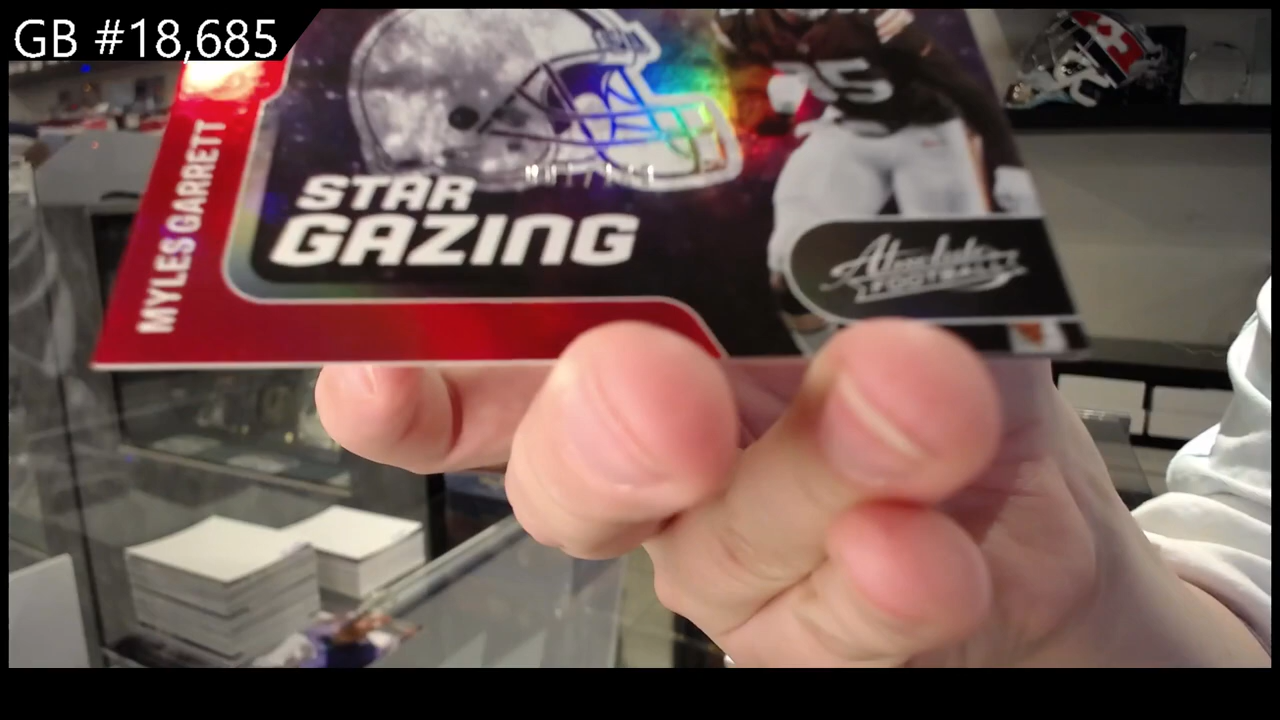 GB #18,685
MYLES GARRETT
STAR
GAZING
Absolute
FOOTBALL